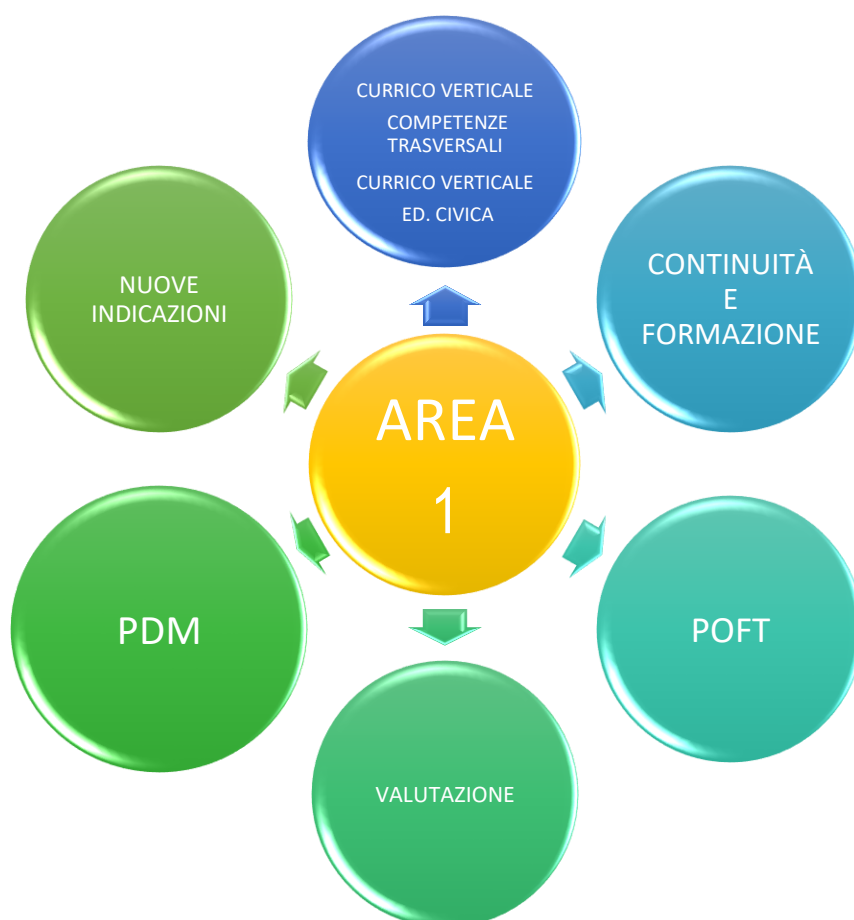 CURRICO VERTICALE
COMPETENZE
TRASVERSALI
CURRICO VERTICALE
ED. CIVICA
NUOVE
INDICAZIONI
CONTINUITÀ
E
FORMAZIONE
AREA
1
PDM
POFT
VALUTAZIONE